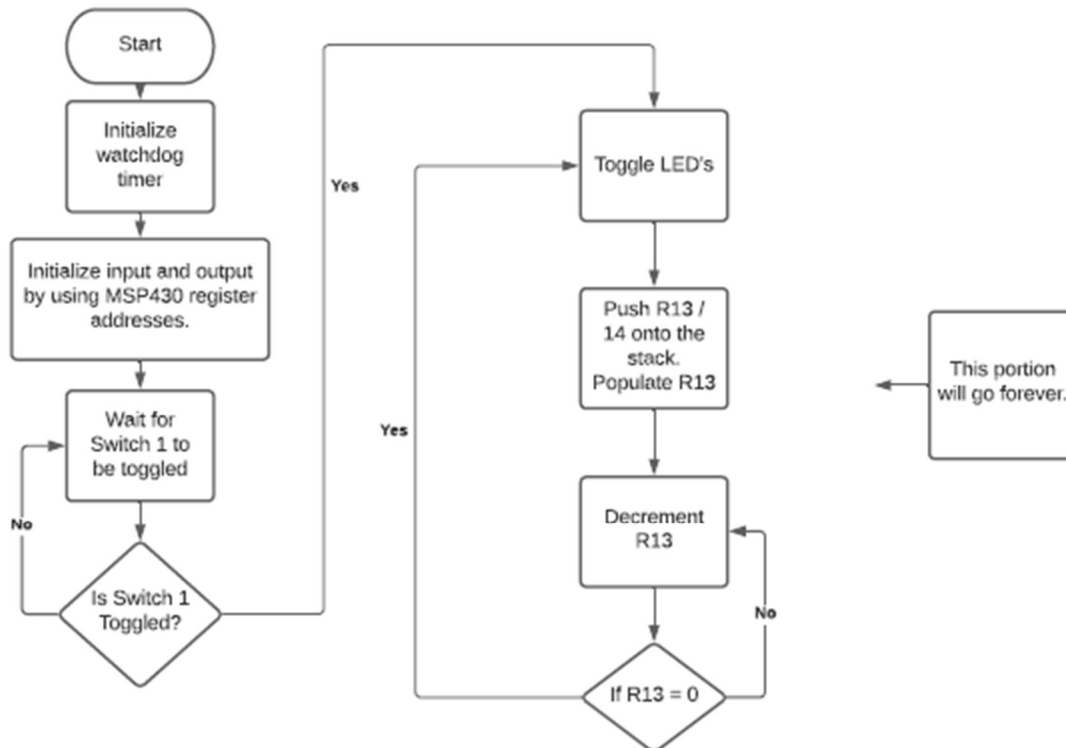 Start
Initialize
watchdog
timer
Initialize input and output
by using MSP430 register
addresses.
Wait for
Switch 1 to
be toggled
No
Is Switch 1
Toggled?
Yes
Toggle LED's
Push R13 /
14 onto the
stack.
Populate R13
Yes
Decrement
R13
No
If R13 = 0
This portion
will go forever.